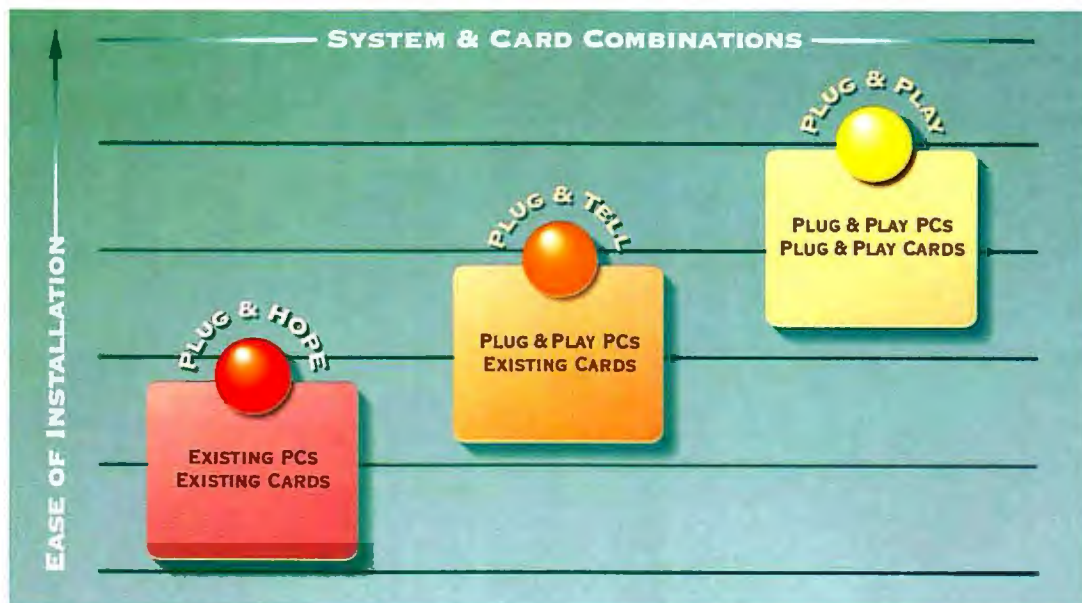 SYSTEM & CARD COMBINATIONS
PLUG & PLAY
PLUG & PLAY PCS
PLUG & PLAY CARDS
PLUG & TELL
PLUG & PLAY PCS
EXISTING CARDS
PLUG & HOPE
EXISTING PCS
EXISTING CARDS
EASE OF INSTALLATION